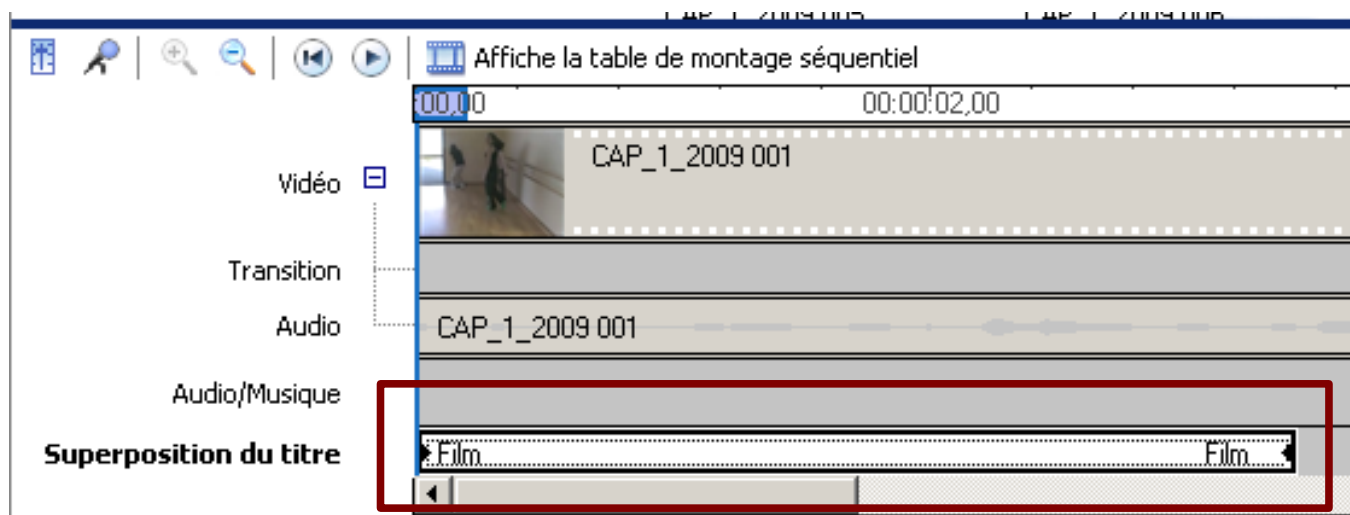 Affiche la table de montage séquentiel
00,00 00:00:02,00
Vidéo CAP_1_2009 001
Transition
Audio CAP_1_2009 001
Audio/Musique
Superposition du titre Film Film